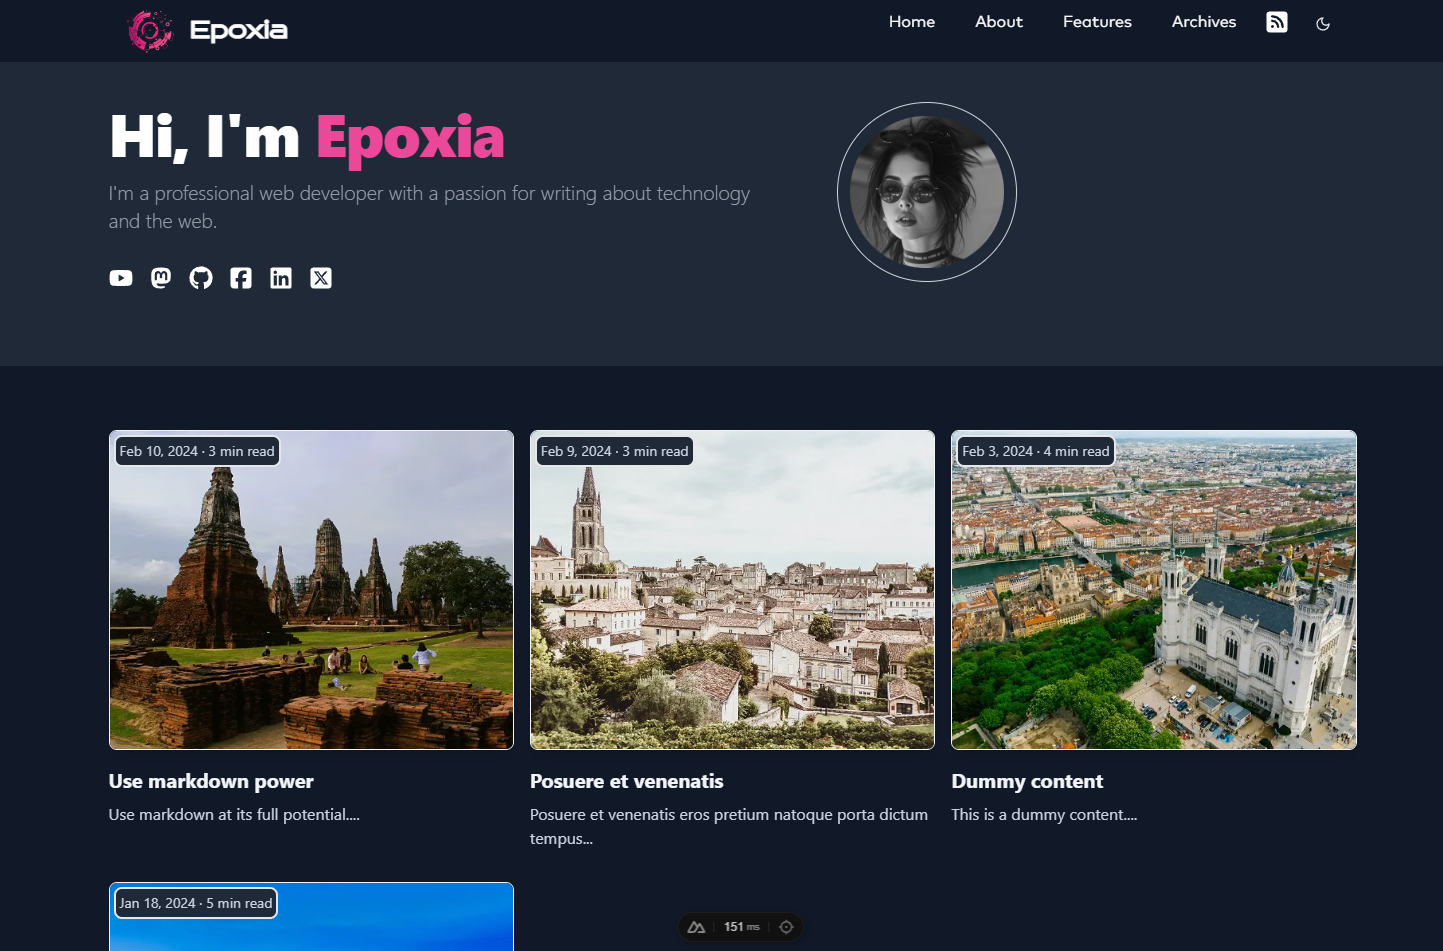 Epoxia
Home About Features Archives
Hi, I'm Epoxia
I'm a professional web developer with a passion for writing about technology
and the web.
Feb 10, 2024 · 3 min read
Feb 9, 2024 · 3 min read
Feb 3, 2024 · 4 min read
Use markdown power
Use markdown at its full potential....
Posuere et venenatis
Posuere et venenatis eros pretium natoque porta dictum
tempus...
Dummy content
This is a dummy content....
Jan 18, 2024 · 5 min read
151 ms